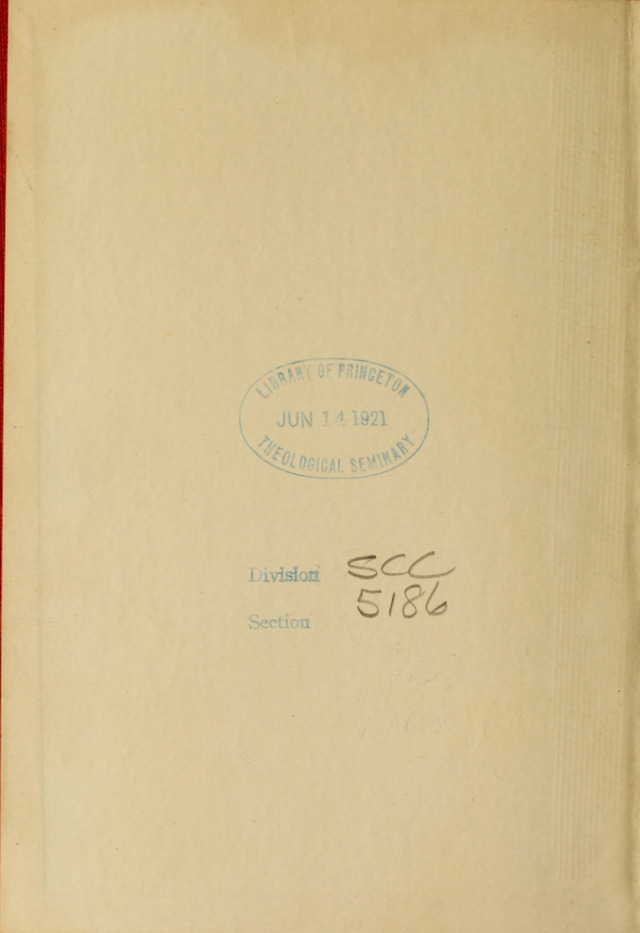 LIBRARY OF PRINCETON
JUN 14 1921
THEOLOGICAL SEMINARY
Division SCC
5186
Section